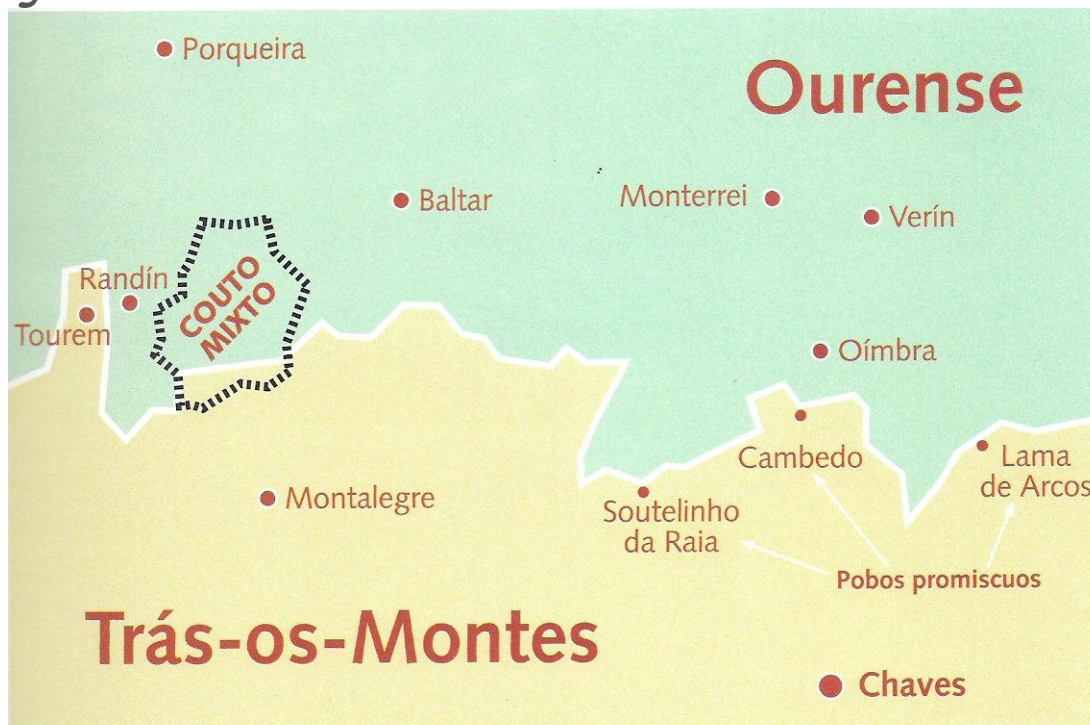 Porqueira
Ourense
Baltar
Monterrei
Verín
Randín
COUTO
MIXTO
Tourem
Oímbra
Cambedo
Lama
de Arcos
Montalegre
Soutelinho
da Raia
Pobos promiscuos
Trás-os-Montes
Chaves